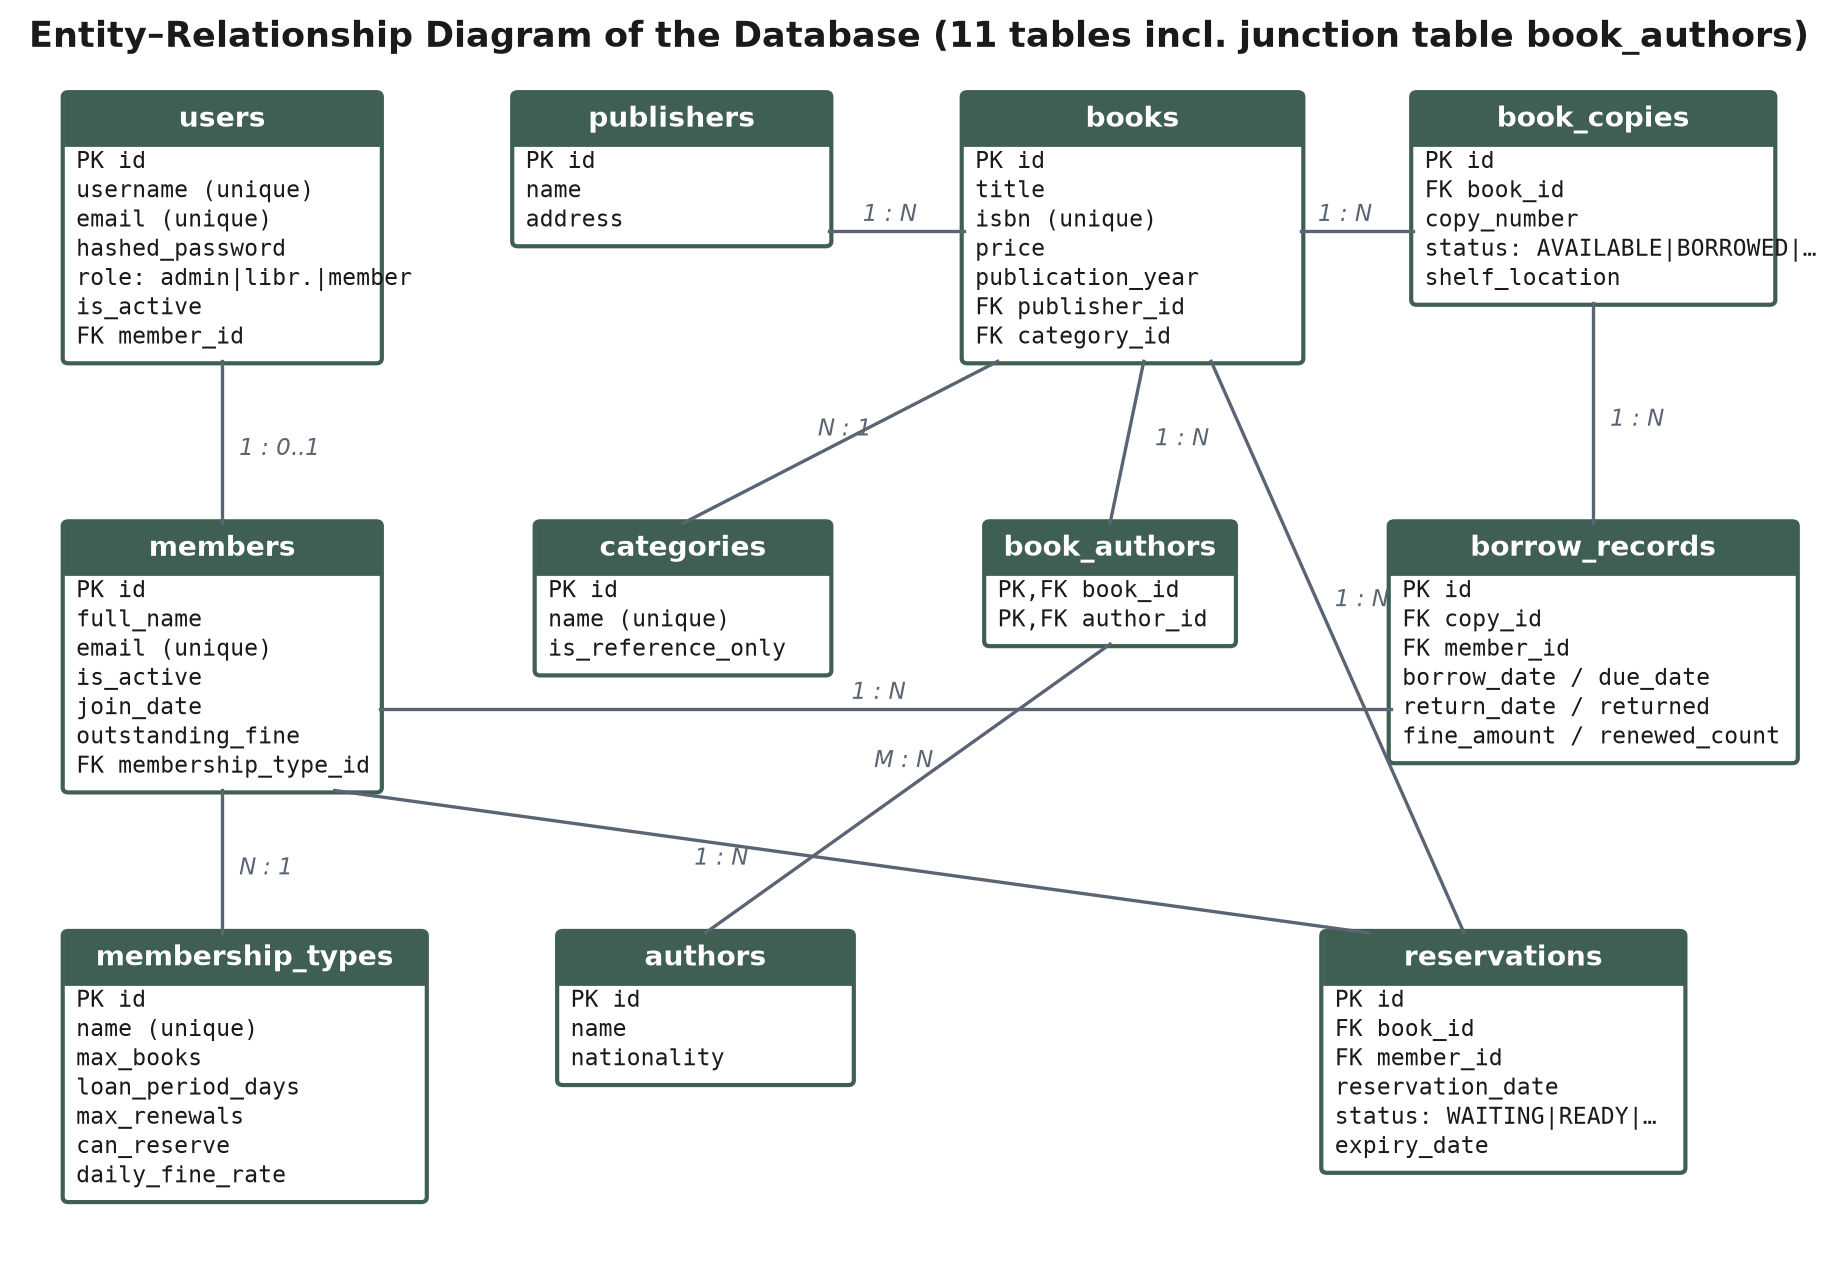 Entity–Relationship Diagram of the Database (11 tables incl. junction table book_authors)
users
PK id
username (unique)
email (unique)
hashed_password
role: admin|libr.|member
is_active
FK member_id
publishers
PK id
name
address
1 : N
books
PK id
title
isbn (unique)
price
publication_year
FK publisher_id
FK category_id
1 : N
book_copies
PK id
FK book_id
copy_number
status: AVAILABLE|BORROWED|…
shelf_location
1 : 0..1
N : 1
1 : N
1 : N
members
PK id
full_name
email (unique)
is_active
join_date
outstanding_fine
FK membership_type_id
categories
PK id
name (unique)
is_reference_only
book_authors
PK,FK book_id
PK,FK author_id
1 : N
borrow_records
PK id
FK copy_id
FK member_id
borrow_date / due_date
return_date / returned
fine_amount / renewed_count
1 : N
M : N
1 : N
N : 1
membership_types
PK id
name (unique)
max_books
loan_period_days
max_renewals
can_reserve
daily_fine_rate
authors
PK id
name
nationality
reservations
PK id
FK book_id
FK member_id
reservation_date
status: WAITING|READY|…
expiry_date